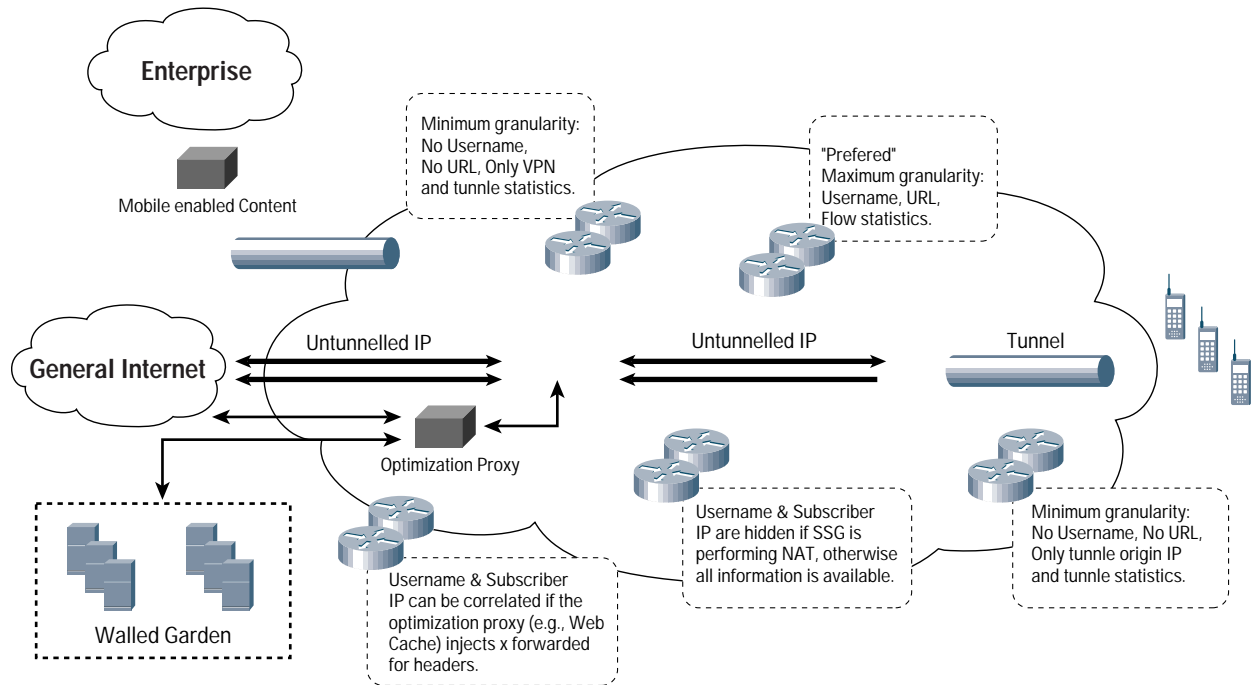 Enterprise
Mobile enabled Content
Minimum granularity:
No Username,
No URL, Only VPN
and tunnle statistics.
"Prefered"
Maximum granularity:
Username, URL,
Flow statistics.
General Internet
Untunnelled IP
Untunnelled IP
Tunnel
Optimization Proxy
Walled Garden
Username & Subscriber
IP can be correlated if the
optimization proxy (e.g., Web
Cache) injects x forwarded
for headers.
Username & Subscriber
IP are hidden if SSG is
performing NAT, otherwise
all information is available.
Minimum granularity:
No Username, No URL,
Only tunnle origin IP
and tunnle statistics.